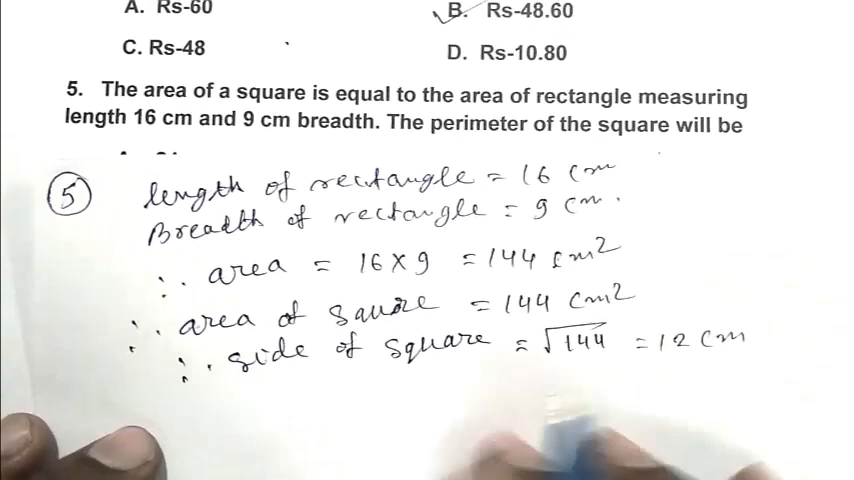 A. Rs-60
B. Rs-48.60
C. Rs-48
D. Rs-10.80
5. The area of a square is equal to the area of rectangle measuring
length 16 cm and 9 cm breadth. The perimeter of the square will be
5 length of rectangle = 16 cm
Breadth of rectangle = 9 cm.
∴ area = 16 × 9 = 144 cm²
∴ area of = 144 cm²
∴ side of square = √144 = 12 cm